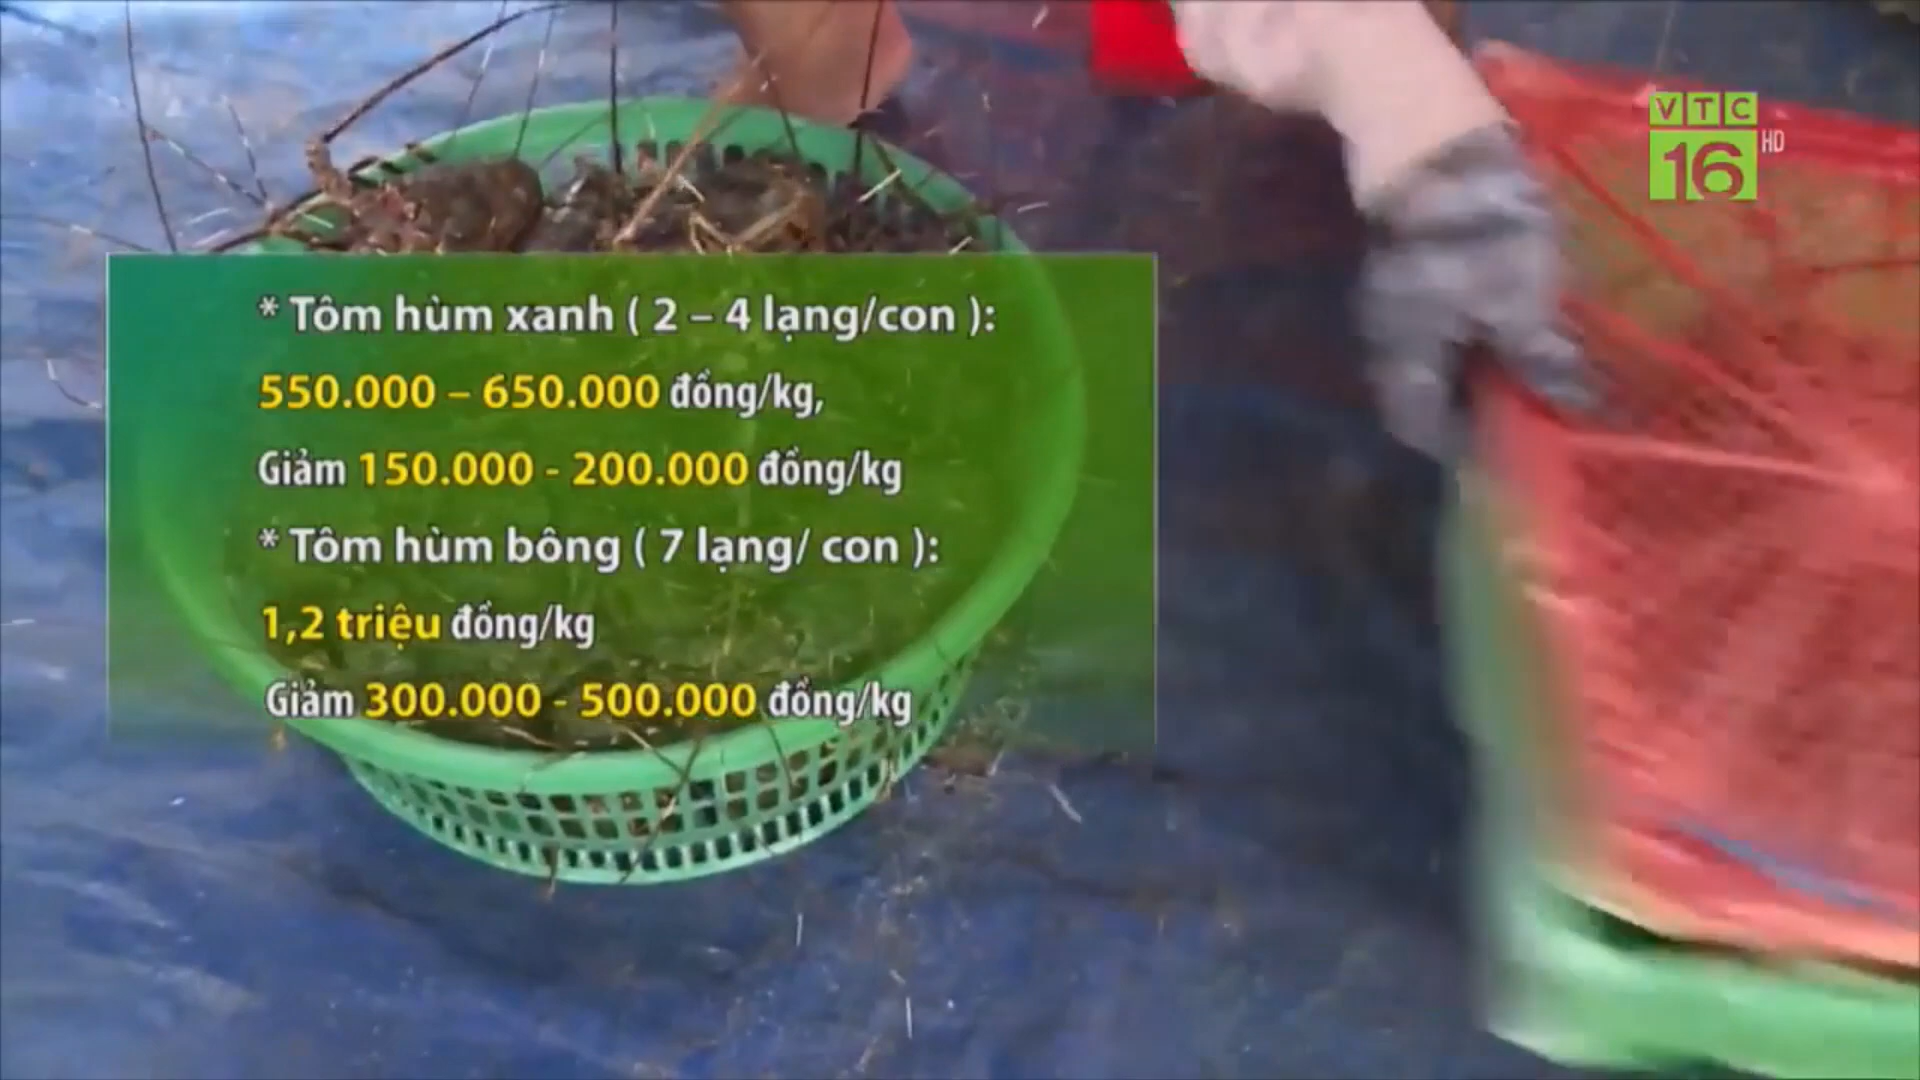 VTC
16 HD
* Tôm hùm xanh ( 2 – 4 lạng/con ):
550.000 – 650.000 đồng/kg,
Giảm 150.000 - 200.000 đồng/kg
* Tôm hùm bông ( 7 lạng/ con ):
1,2 triệu đồng/kg
Giảm 300.000 - 500.000 đồng/kg